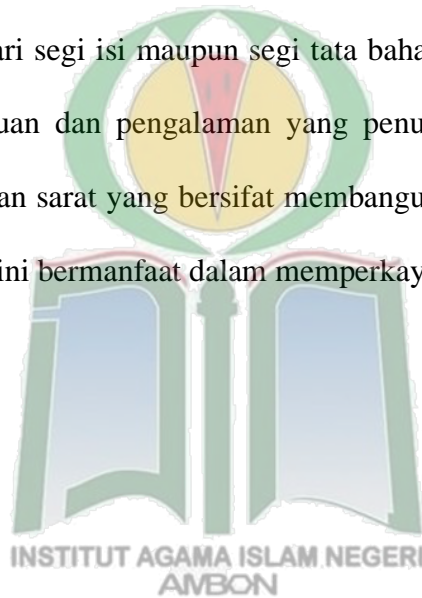 ari segi isi maupun segi tata baha
uan dan pengalaman yang penu
an sarat yang bersifat membangu
ini bermanfaat dalam memperkay
INSTITUT AGAMA ISLAM NEGERI
AMBON